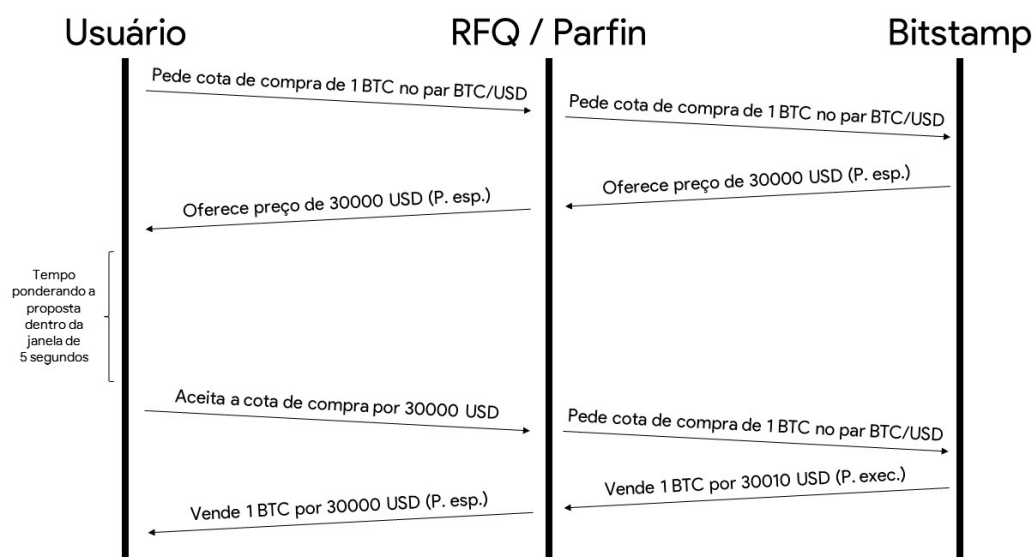 Usuário
RFQ / Parfin
Bitstamp
Pede cota de compra de 1 BTC no par BTC/USD
Pede cota de compra de 1 BTC no par BTC/USD
Oferece preço de 30000 USD (P. esp.)
Oferece preço de 30000 USD (P. esp.)
Tempo
ponderando a
proposta
dentro da
janela de
5 segundos
Aceita a cota de compra por 30000 USD
Pede cota de compra de 1 BTC no par BTC/USD
Vende 1 BTC por 30010 USD (P. exec.)
Vende 1 BTC por 30000 USD (P. esp.)